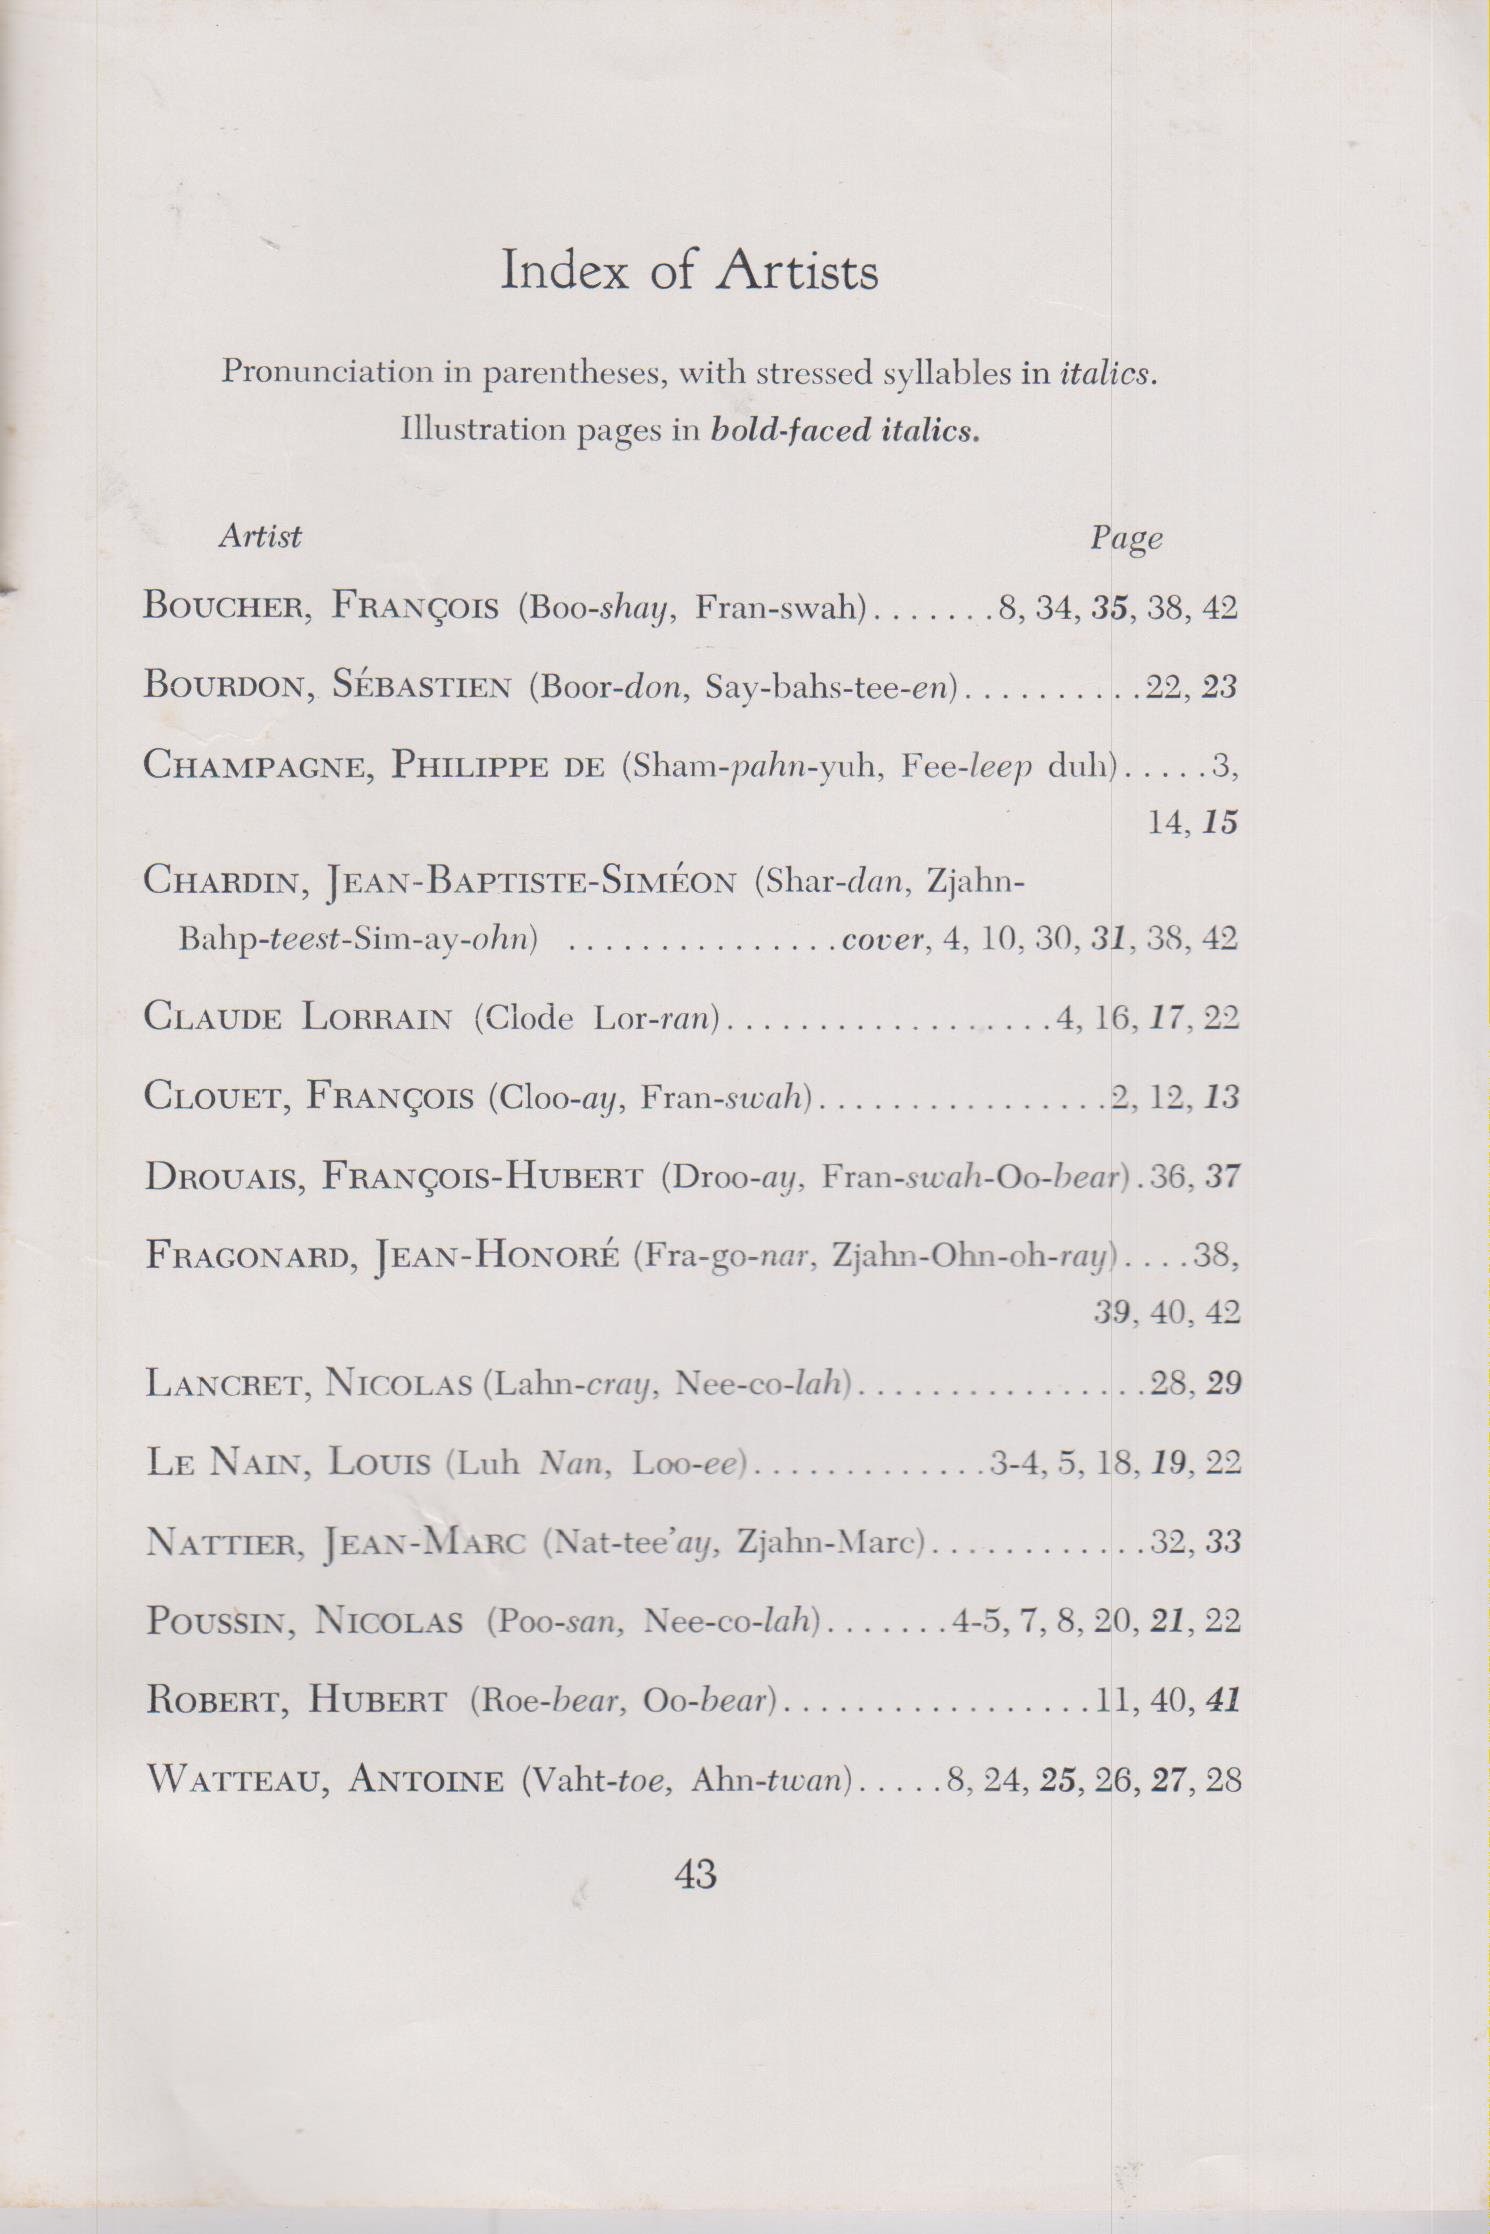 Index of Artists
Pronunciation in parentheses, with stressed syllables in italics.
Illustration pages in bold-faced italics.
Artist Page
BOUCHER, FRANÇOIS (Boo-shay, Fran-swah).......8, 34, 35, 38, 42
BOURDON, SÉBASTIEN (Boor-don, Say-bahs-tee-en)..........22, 23
CHAMPAGNE, PHILIPPE DE (Sham-pahn-yuh, Fee-leep duh).....3,
14, 15
CHARDIN, JEAN-BAPTISTE-SIMÉON (Shar-dan, Zjahn-
Bahp-teest-Sim-ay-ohn) ...............cover, 4, 10, 30, 31, 38, 42
CLAUDE LORRAIN (Clode Lor-ran)..................4, 16, 17, 22
CLOUET, FRANÇOIS (Cloo-ay, Fran-swah)................2, 12, 13
DROUAIS, FRANÇOIS-HUBERT (Droo-ay, Fran-swah-Oo-bear).36, 37
FRAGONARD, JEAN-HONORÉ (Fra-go-nar, Zjahn-Ohn-oh-ray)....38,
39, 40, 42
LANCRET, NICOLAS (Lahn-cray, Nee-co-lah)................28, 29
LE NAIN, LOUIS (Luh Nan, Loo-ee).............3-4, 5, 18, 19, 22
NATTIER, JEAN-MARC (Nat-tee'ay, Zjahn-Marc)............32, 33
POUSSIN, NICOLAS (Poo-san, Nee-co-lah).......4-5, 7, 8, 20, 21, 22
ROBERT, HUBERT (Roe-bear, Oo-bear).................11, 40, 41
WATTEAU, ANTOINE (Vaht-toe, Ahn-twan).....8, 24, 25, 26, 27, 28
43